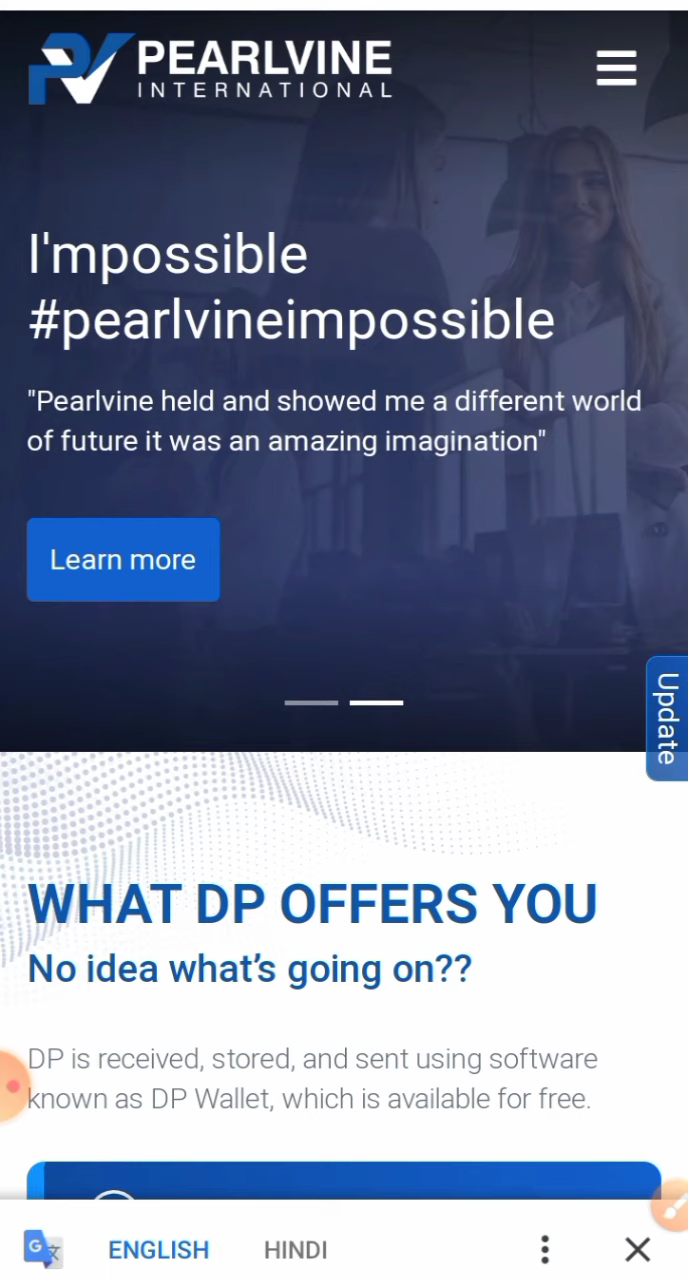 PEARLVINE
INTERNATIONAL
I'mpossible
#pearlvineimpossible
"Pearlvine held and showed me a different world
of future it was an amazing imagination"
Learn more
Update
WHAT DP OFFERS YOU
No idea what's going on??
DP is received, stored, and sent using software
known as DP Wallet, which is available for free.
G 文 ENGLISH HINDI